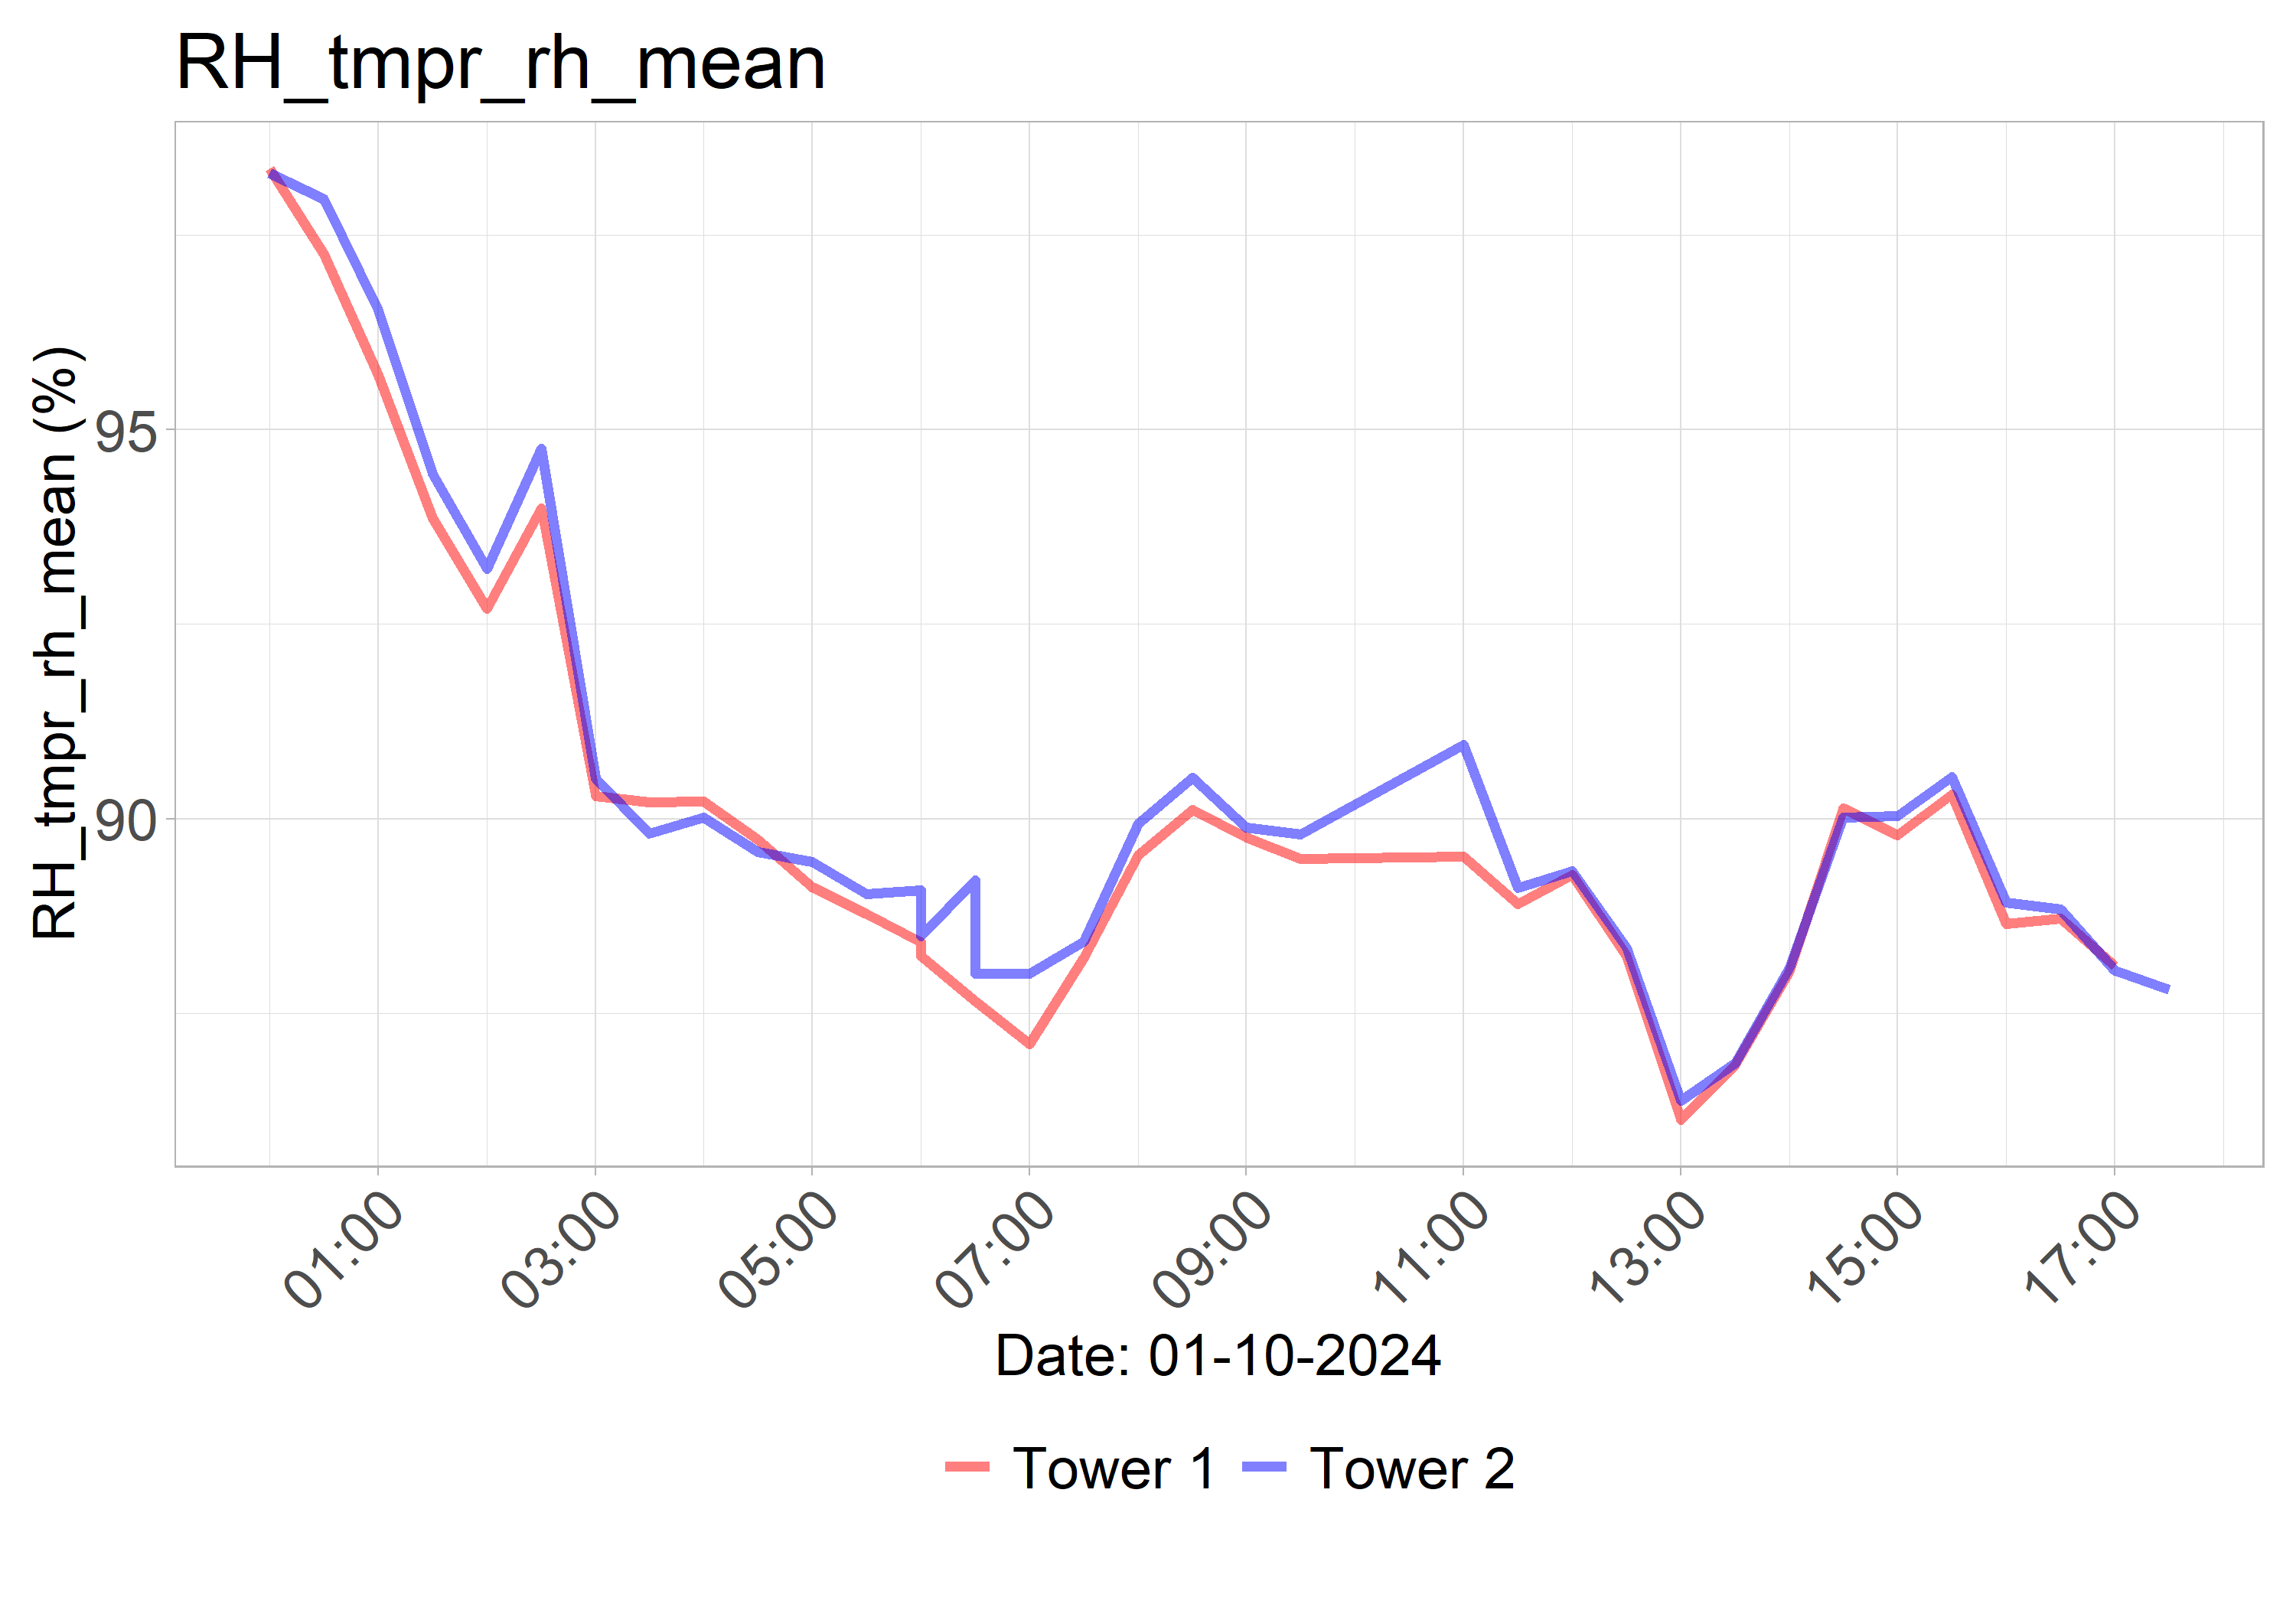 RH_tmpr_rh_mean
RH_tmpr_rh_mean (%)
95
90
01:00
03:00
05:00
07:00
09:00
11:00
13:00
15:00
17:00
Date: 01-10-2024
Tower 1
Tower 2